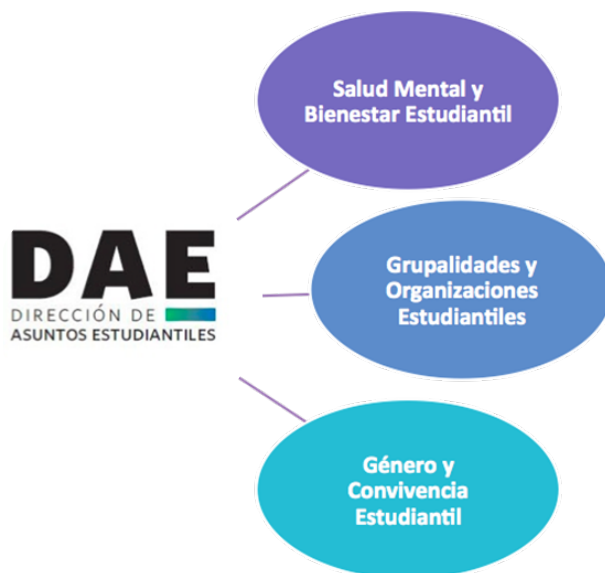 Salud Mental y
Bienestar Estudiantil
DAE
DIRECCIÓN DE
ASUNTOS ESTUDIANTILES
Grupalidades y
Organizaciones
Estudiantiles
Género y
Convivencia
Estudiantil